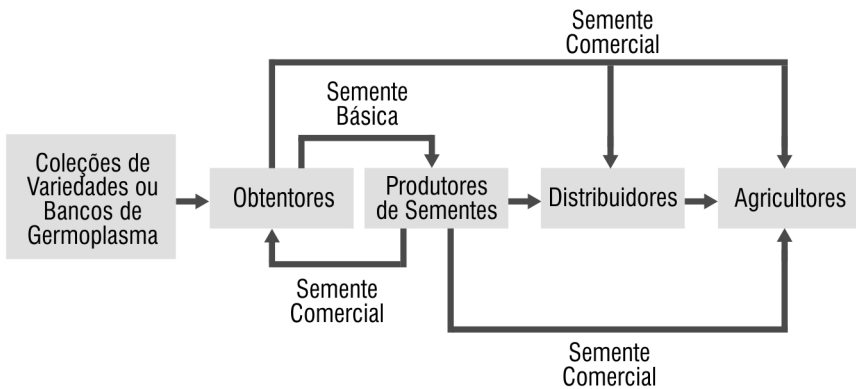 Semente
Comercial
Semente
Básica
Coleções de
Variedades ou
Bancos de
Germoplasma
Obtentores
Produtores
de Sementes
Distribuidores
Agricultores
Semente
Comercial
Semente
Comercial